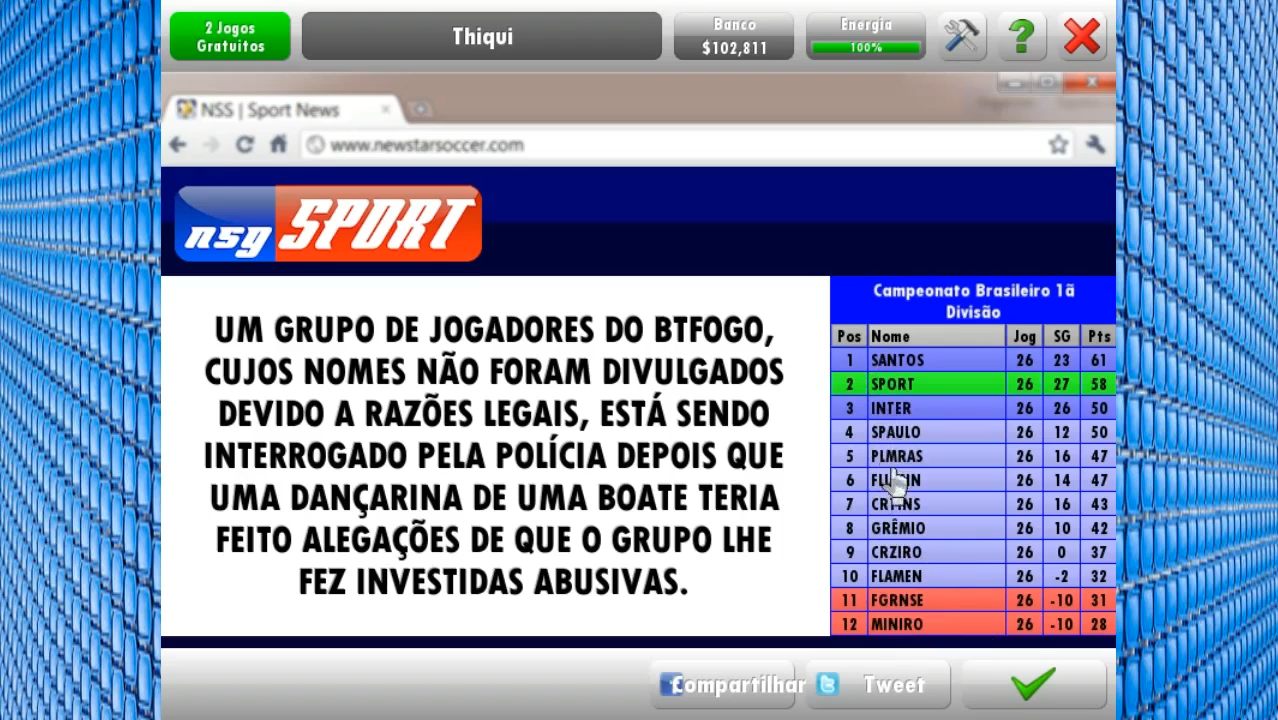 2 Jogos
Gratuitos
Thiqui
Banco
$102,811
Energia
100%
NSS | Sport News
www.newstarsoccer.com
nsg SPORT
UM GRUPO DE JOGADORES DO BTFOGO,
CUJOS NOMES NÃO FORAM DIVULGADOS
DEVIDO A RAZÕES LEGAIS, ESTÁ SENDO
INTERROGADO PELA POLÍCIA DEPOIS QUE
UMA DANÇARINA DE UMA BOATE TERIA
FEITO ALEGAÇÕES DE QUE O GRUPO LHE
FEZ INVESTIDAS ABUSIVAS.
Campeonato Brasileiro 1ã
Divisão
Pos Nome Jog SG Pts
1 SANTOS 26 23 61
2 SPORT 26 27 58
3 INTER 26 26 50
4 SPAULO 26 12 50
5 PLMRAS 26 16 47
6 26 14 47
7 26 16 43
8 GRÊMIO 26 10 42
9 CRZIRO 26 0 37
10 FLAMEN 26 -2 32
11 FGRNSE 26 -10 31
12 MINIRO 26 -10 28
Compartilhar
Tweet